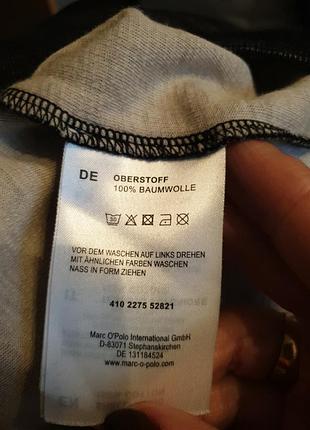 DE OBERSTOFF
100% BAUMWOLLE
30
VOR DEM WASCHEN AUF LINKS DREHEN
MIT ÄHNLICHEN FARBEN WASCHEN
NASS IN FORM ZIEHEN
410 2275 52821
Marc O'Polo International GmbH
D-83071 Stephanskirchen
DE 131184524
www.marc-o-polo.com